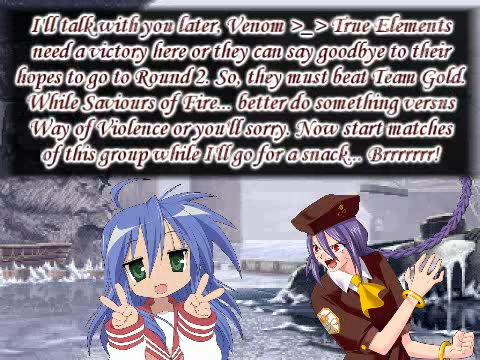 I'll talk with you later, Venom >_> True Elements
need a victory here or they can say goodbye to their
hopes to go to Round 2. So, they must beat Team Gold.
While Saviours of Fire... better do something versus
Way of Violence or you'll sorry. Now start matches
of this group while I'll go for a snack... Brrrrrrr!